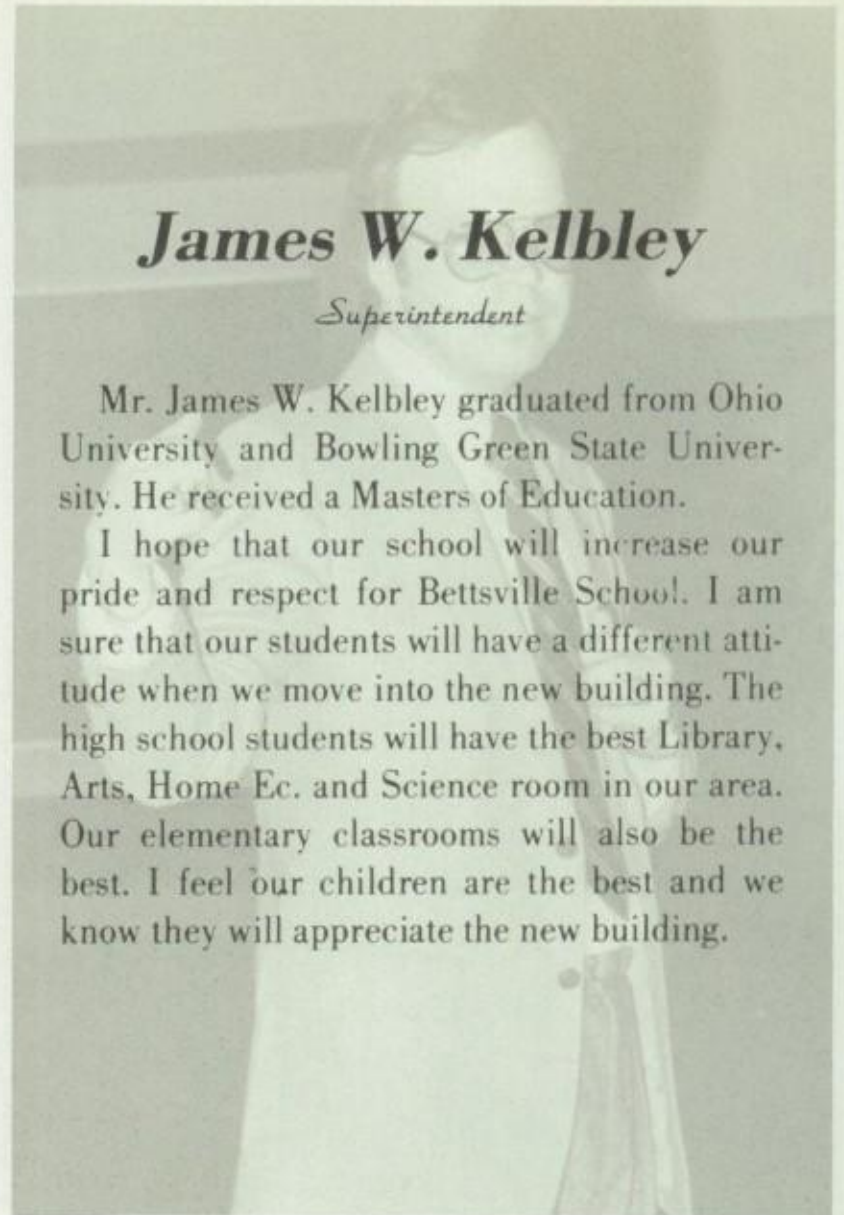 James W. Kelbley
Superintendent
Mr. James W. Kelbley graduated from Ohio
University and Bowling Green State Univer-
sity. He received a Masters of Education.
I hope that our school will increase our
pride and respect for Bettsville School. I am
sure that our students will have a different atti-
tude when we move into the new building. The
high school students will have the best Library,
Arts, Home Ec. and Science room in our area.
Our elementary classrooms will also be the
best. I feel our children are the best and we
know they will appreciate the new building.